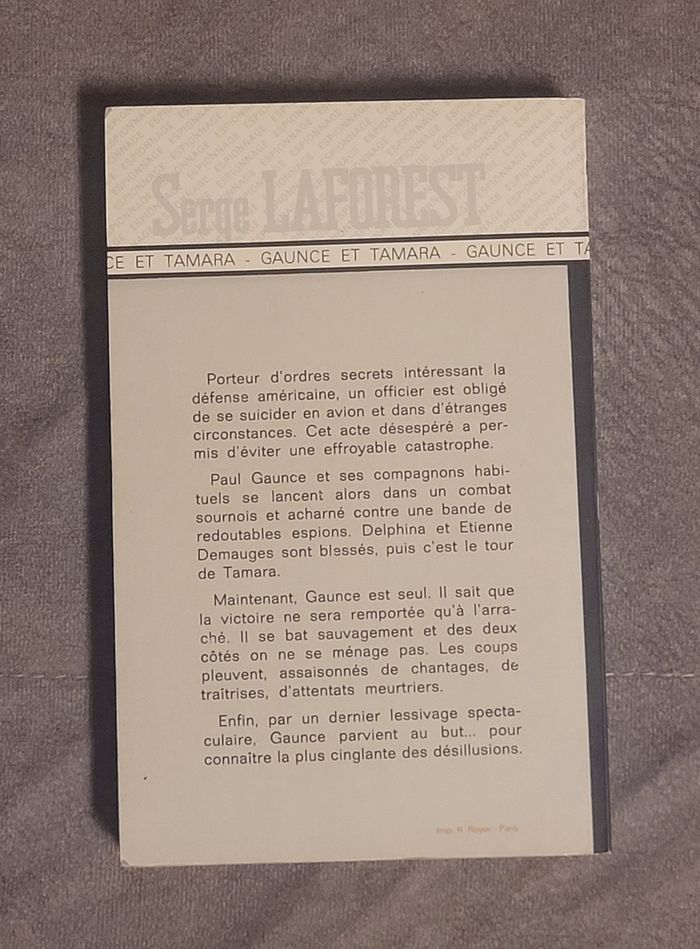 ESPIONNAGE ESPIONNAGE ESPIONNAGE ESPIONNAGE
Serge LAFOREST
CE ET TAMARA - GAUNCE ET TAMARA - GAUNCE ET TA
Porteur d'ordres secrets intéressant la
défense américaine, un officier est obligé
de se suicider en avion et dans d'étranges
circonstances. Cet acte désespéré a per-
mis d'éviter une effroyable catastrophe.
Paul Gaunce et ses compagnons habi-
tuels se lancent alors dans un combat
sournois et acharné contre une bande de
redoutables espions. Delphina et Etienne
Demauges sont blessés, puis c'est le tour
de Tamara.
Maintenant, Gaunce est seul. Il sait que
la victoire ne sera remportée qu'à l'arra-
ché. Il se bat sauvagement et des deux
côtés on ne se ménage pas. Les coups
pleuvent, assaisonnés de chantages, de
traîtrises, d'attentats meurtriers.
Enfin, par un dernier lessivage specta-
culaire, Gaunce parvient au but... pour
connaître la plus cinglante des désillusions.
Imp. R. Royer - Paris